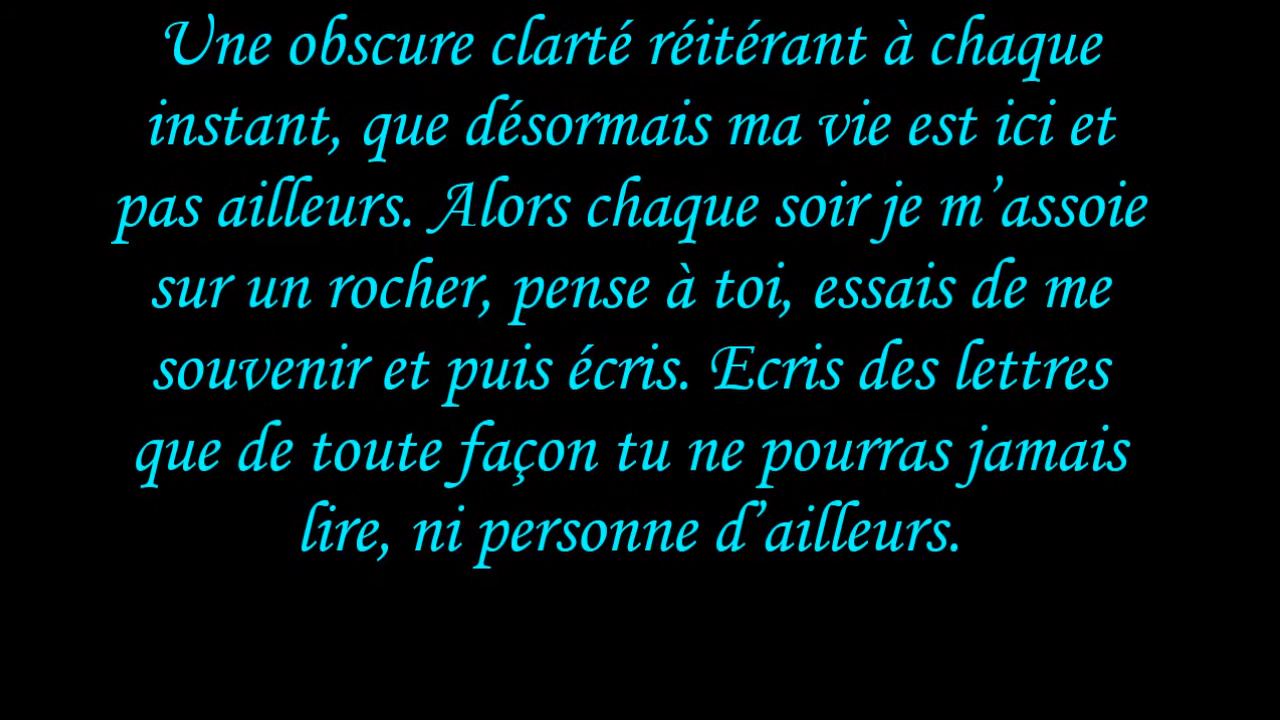 Une obscure clarté réitérant à chaque
instant, que désormais ma vie est ici et
pas ailleurs. Alors chaque soir je m’assoie
sur un rocher, pense à toi, essais de me
souvenir et puis écris. Ecris des lettres
que de toute façon tu ne pourras jamais
lire, ni personne d’ailleurs.